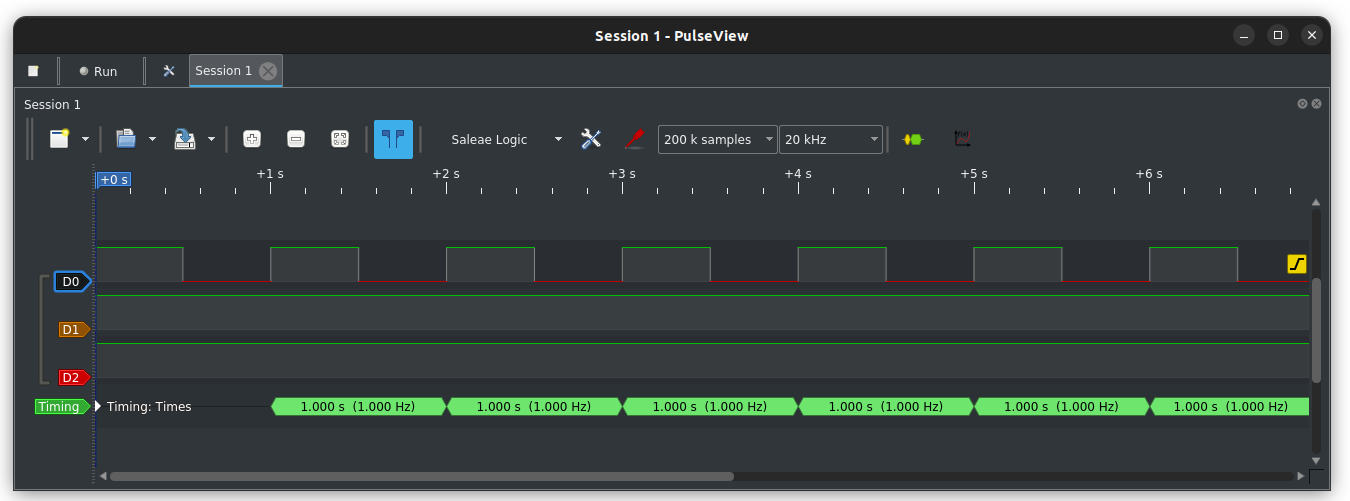 Session 1 - PulseView
Run
Session 1
Session 1
Saleae Logic
200 k samples
20 kHz
+0 s +1 s +2 s +3 s +4 s +5 s +6 s
D0
D1
D2
Timing Timing: Times 1.000 s (1.000 Hz) 1.000 s (1.000 Hz) 1.000 s (1.000 Hz) 1.000 s (1.000 Hz) 1.000 s (1.000 Hz) 1.000 s (1.000 Hz)